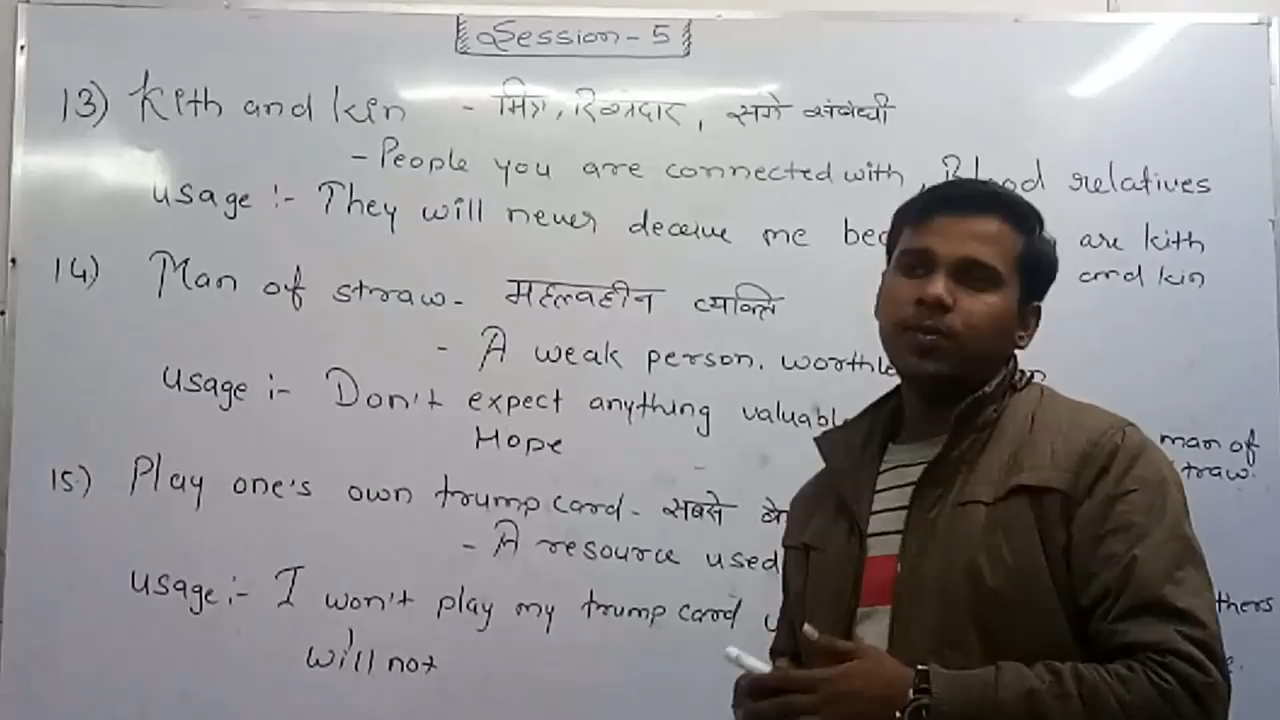 Session - 5
13) Kith and kin - मित्र, रिश्तेदार, सगे संबंधी
- People you are connected with, Blood relatives
usage :- They will never deceive me are kith
and kin
14) Man of straw - महत्वहीन व्यक्ति
- A weak person. 
usage :- Don't expect anything man of
straw.
Hope
15.) Play one's own trump card - सबसे
- A resource used
usage :- I won't play my trump card
will not